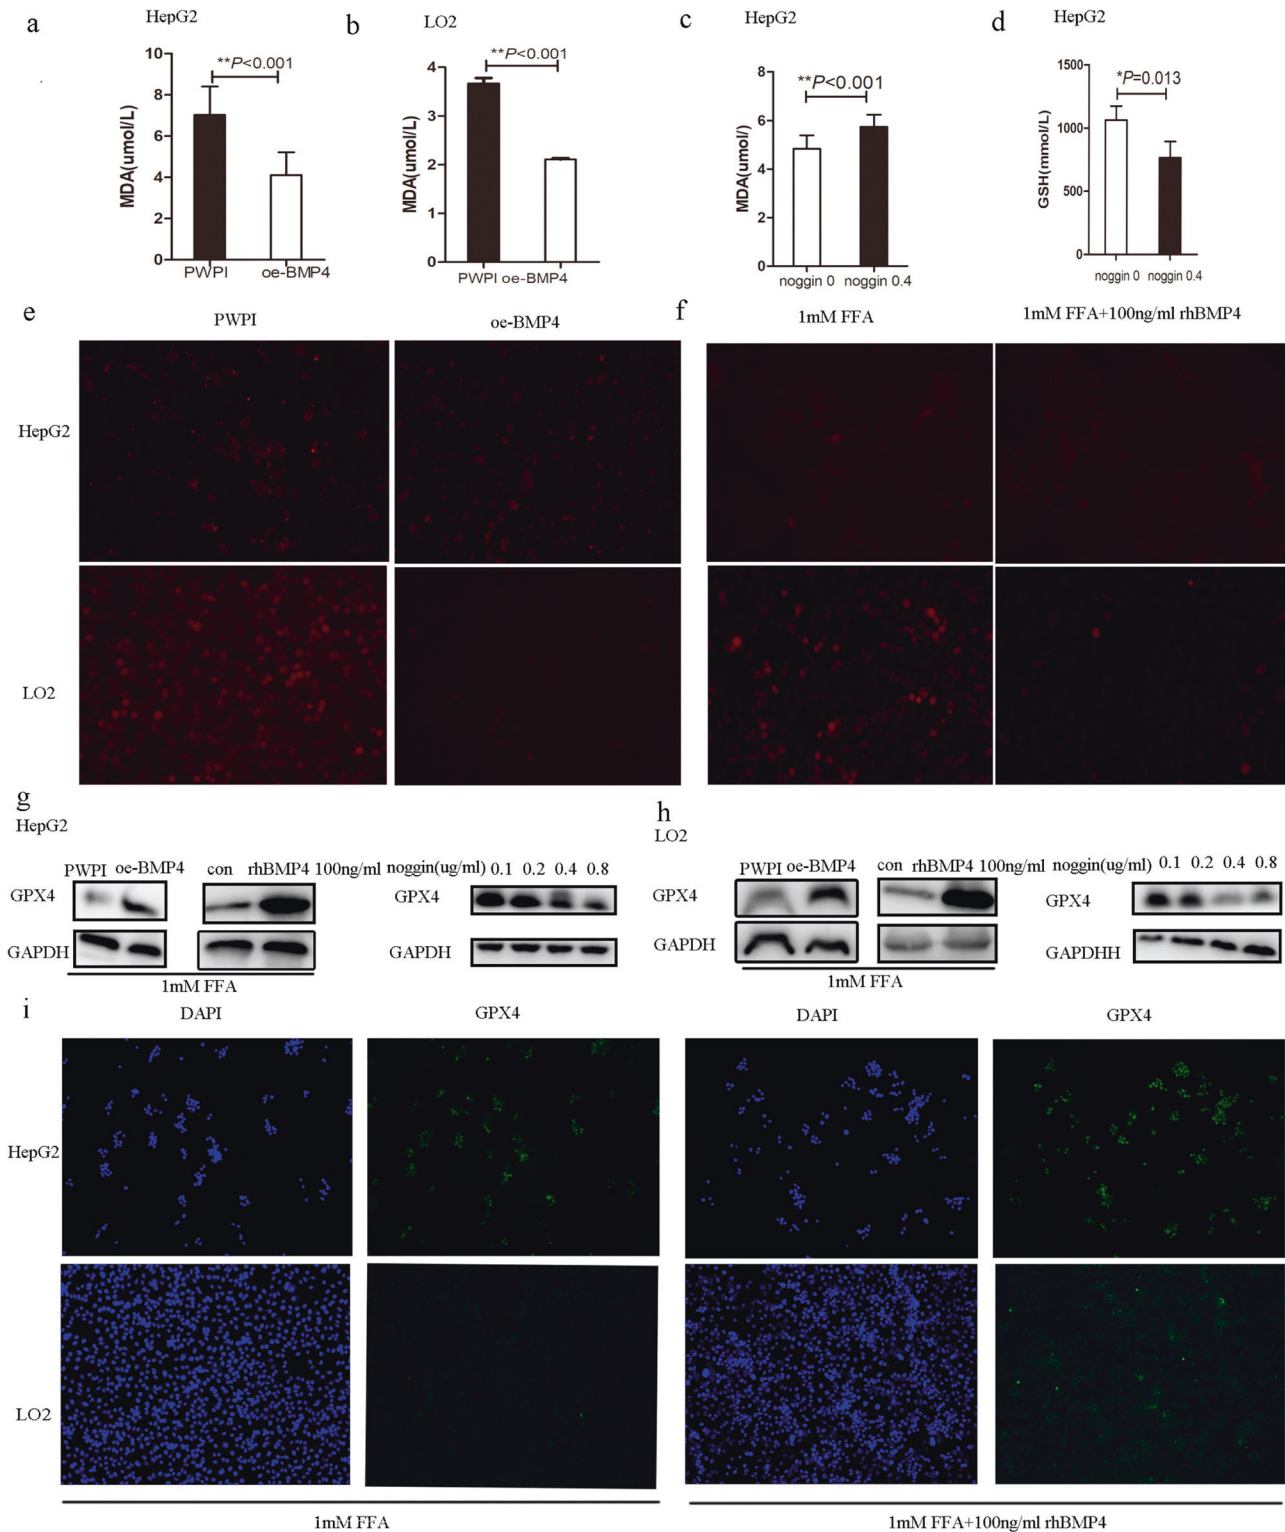 a
HepG2
b
LO2
c
HepG2
d
HepG2
10
8
6
4
2
0
MDA(umol/L)
**P<0.001
PWPI
oe-BMP4
4
3
2
1
0
MDA(umol/L)
**P<0.001
PWPI oe-BMP4
8
6
4
2
0
MDA(umol/)
**P<0.001
noggin 0
noggin 0.4
1500
1000
500
0
GSH(mmol/L)
*P=0.013
noggin 0
noggin 0.4
e
PWPI
oe-BMP4
f
1mM FFA
1mM FFA+100ng/ml rhBMP4
HepG2
LO2
g
HepG2
PWPI
oe-BMP4
con
rhBMP4 100ng/ml
noggin(ug/ml) 0.1 0.2 0.4 0.8
GPX4
GPX4
GAPDH
GAPDH
1mM FFA
h
LO2
PWPI
oe-BMP4
con
rhBMP4 100ng/ml
noggin(ug/ml) 0.1 0.2 0.4 0.8
GPX4
GPX4
GAPDH
GAPDHH
1mM FFA
i
DAPI
GPX4
DAPI
GPX4
HepG2
LO2
1mM FFA
1mM FFA+100ng/ml rhBMP4